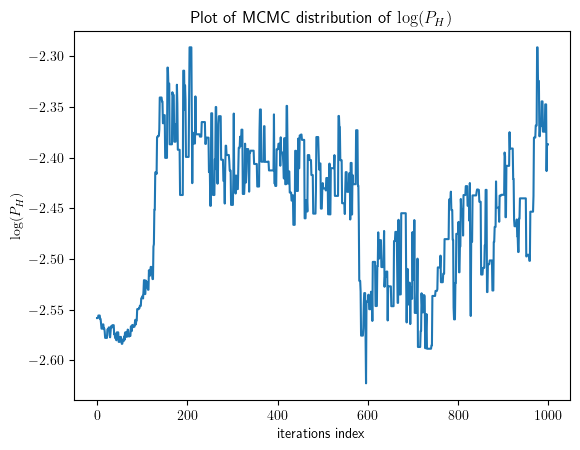 Plot of MCMC distribution of log(P_H)
−2.30
−2.35
−2.40
−2.45
−2.50
−2.55
−2.60
log(P_H)
0 200 400 600 800 1000
iterations index